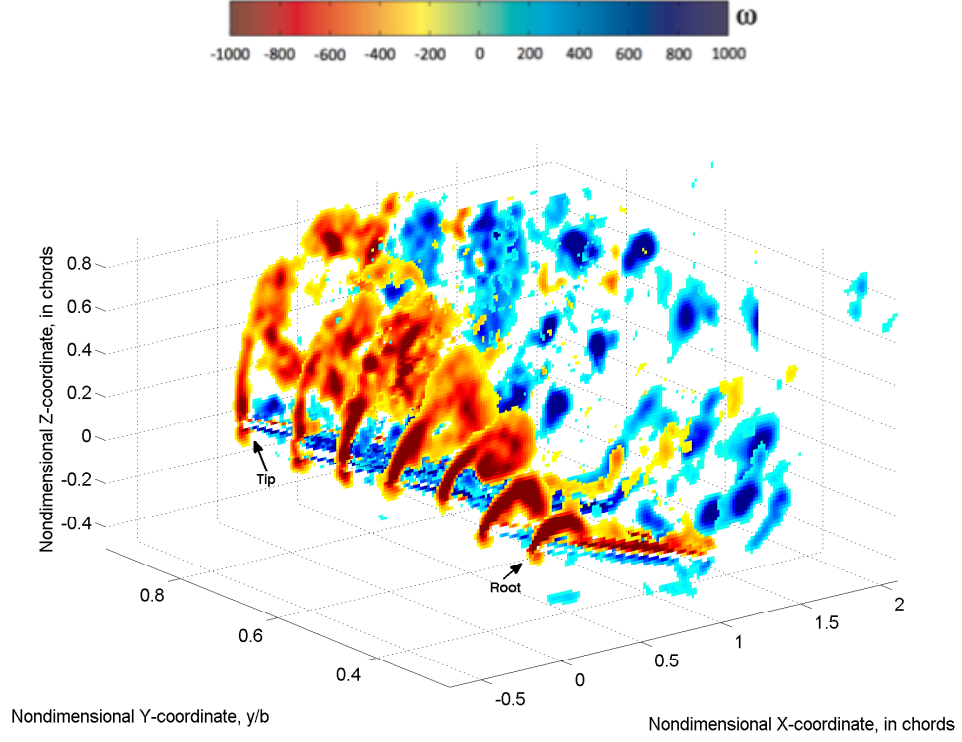 ω
-1000 -800 -600 -400 -200 0 200 400 600 800 1000
0.8
0.6
0.4
0.2
0
-0.2
-0.4
Nondimensional Z-coordinate, in chords
Tip
Root
0.8
0.6
0.4
-0.5
0
0.5
1
1.5
2
Nondimensional Y-coordinate, y/b
Nondimensional X-coordinate, in chords